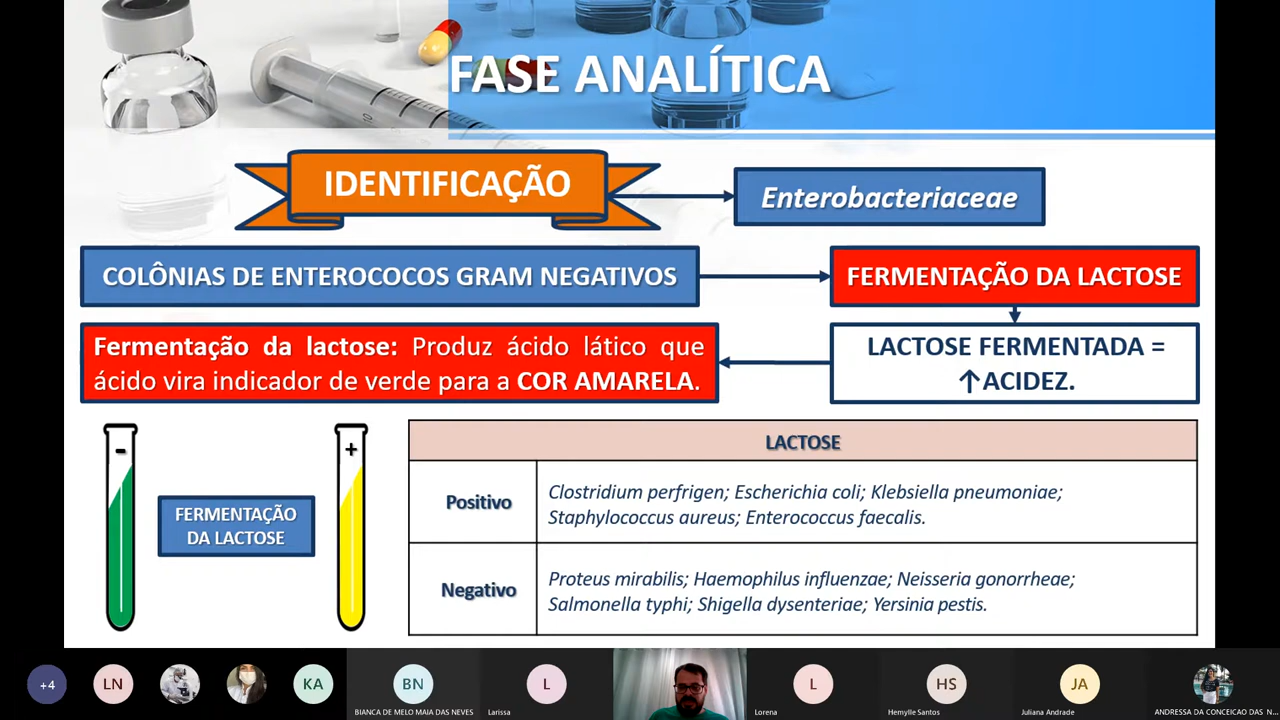 FASE ANALÍTICA
IDENTIFICAÇÃO
Enterobacteriaceae
COLÔNIAS DE ENTEROCOCOS GRAM NEGATIVOS
FERMENTAÇÃO DA LACTOSE
Fermentação da lactose: Produz ácido lático que
ácido vira indicador de verde para a COR AMARELA.
LACTOSE FERMENTADA =
↑ACIDEZ.
-
+
FERMENTAÇÃO
DA LACTOSE
LACTOSE
Positivo
Clostridium perfrigen; Escherichia coli; Klebsiella pneumoniae;
Staphylococcus aureus; Enterococcus faecalis.
Negativo
Proteus mirabilis; Haemophilus influenzae; Neisseria gonorrheae;
Salmonella typhi; Shigella dysenteriae; Yersinia pestis.
+4
LN
KA
BN
BIANCA DE MELO MAIA DAS NEVES
L
Larissa
L
Lorena
HS
Hemylle Santos
JA
Juliana Andrade
ANDRESSA DA CONCEICAO DAS N...